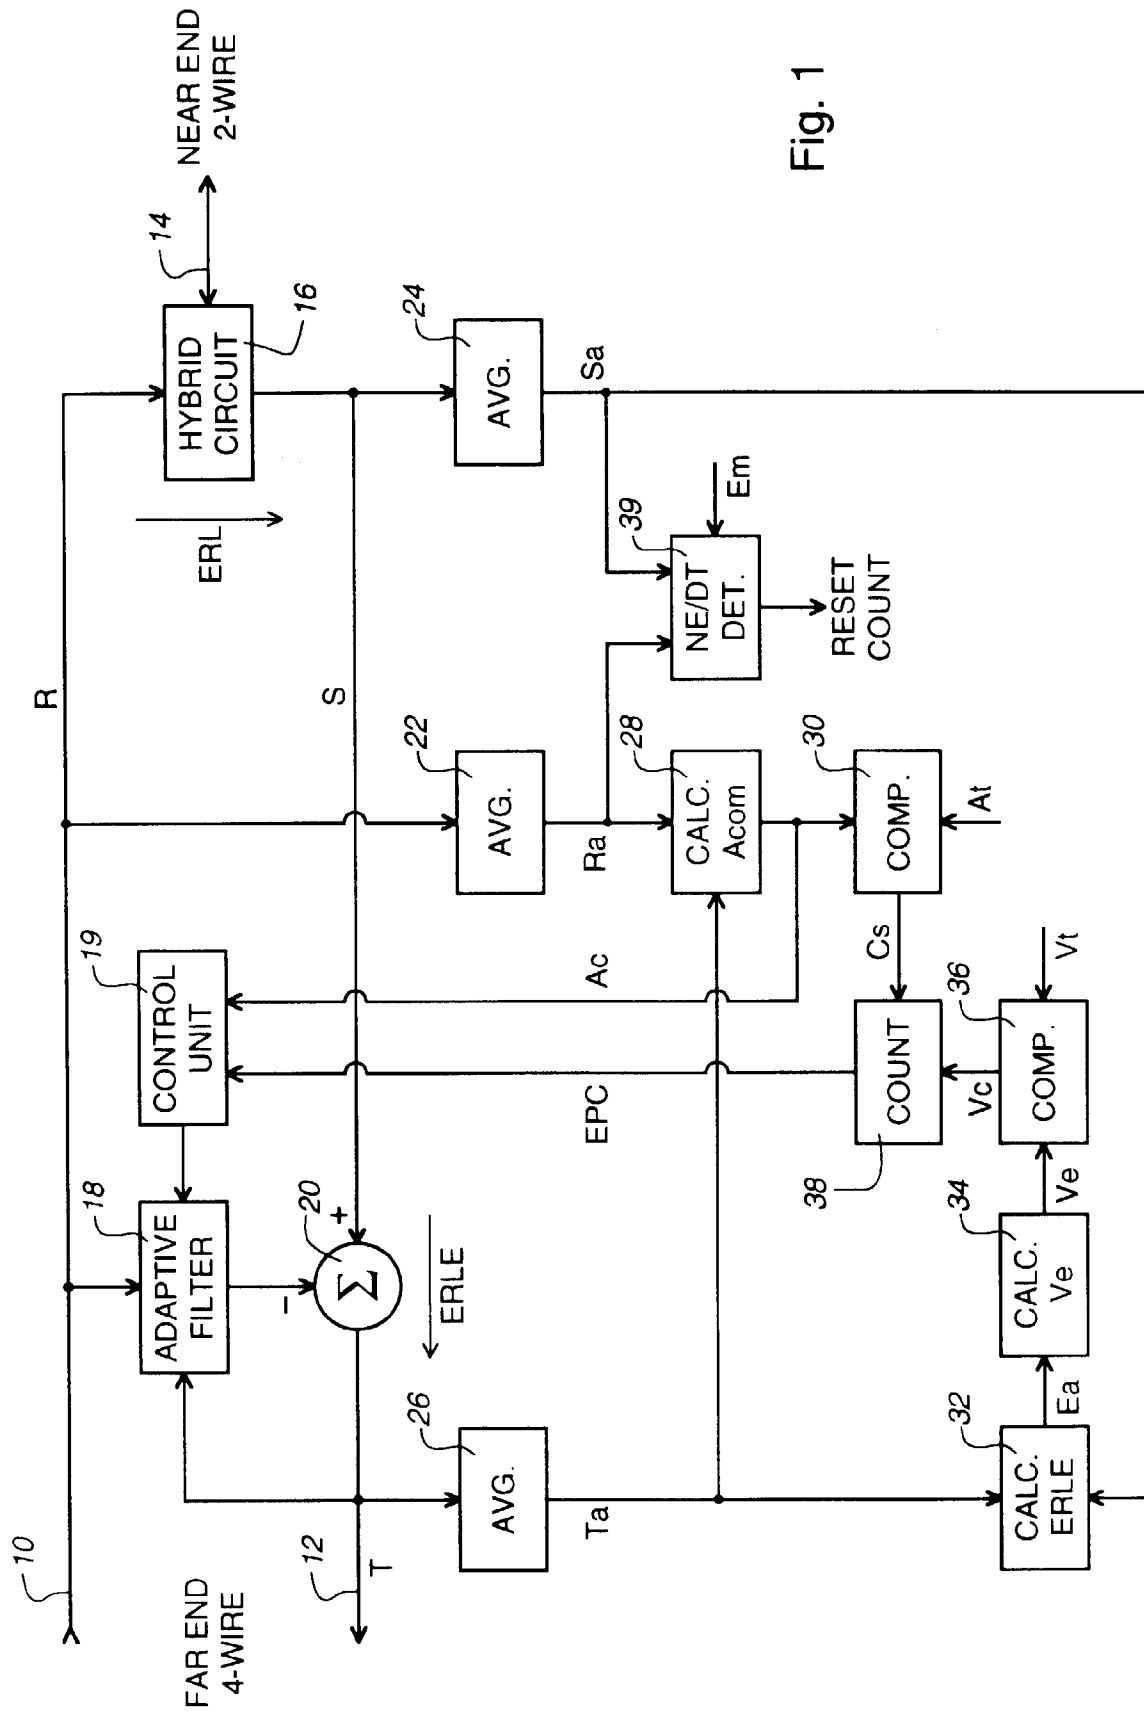 10
FAR END
4-WIRE
12
T
R
18
ADAPTIVE
FILTER
19
CONTROL
UNIT
HYBRID
CIRCUIT
16
14
NEAR END
2-WIRE
ERL
S
20
+
−
Σ
ERLE
26
AVG.
Ta
22
AVG.
Ra
24
AVG.
Sa
EPC
Ac
28
CALC.
Acom
39
NE/DT
DET.
Em
RESET
COUNT
30
COMP.
At
Cs
COUNT
38
Vc
32
CALC.
ERLE
Ea
34
CALC.
Ve
Ve
36
COMP.
Vt
Fig. 1